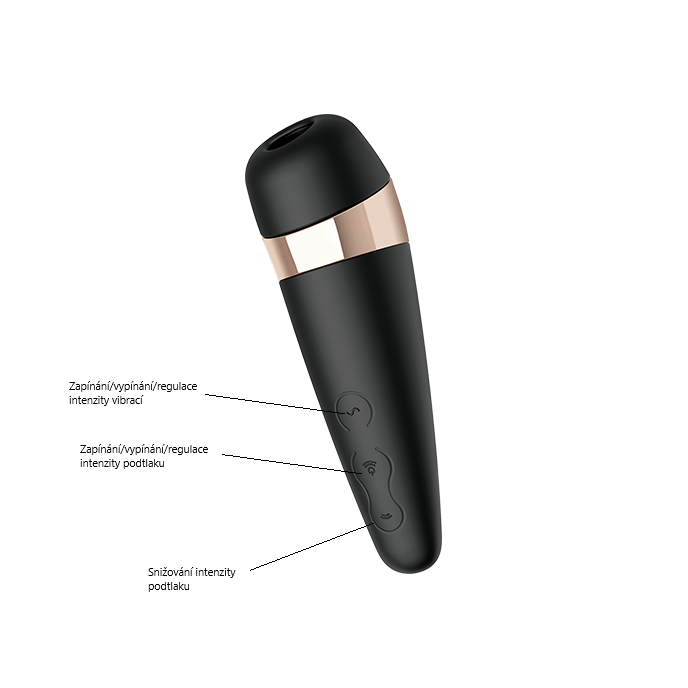 Zapínání/vypínání/regulace
intenzity vibrací
Zapínání/vypínání/regulace
intenzity podtlaku
Snižování intenzity
podtlaku